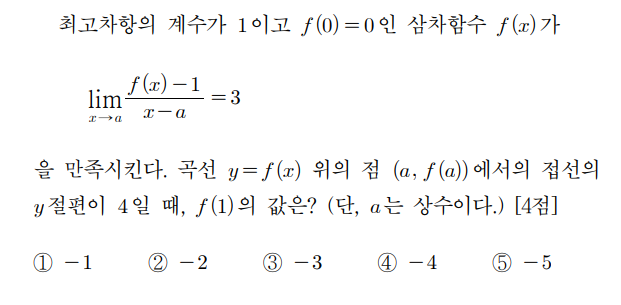 최고차항의 계수가 1이고 f(0)=0인 삼차함수 f(x)가
lim_{x→a} \frac{f(x)-1}{x-a} = 3
을 만족시킨다. 곡선 y=f(x) 위의 점 (a, f(a))에서의 접선의
y절편이 4일 때, f(1)의 값은? (단, a는 상수이다.) [4점]
① -1 ② -2 ③ -3 ④ -4 ⑤ -5